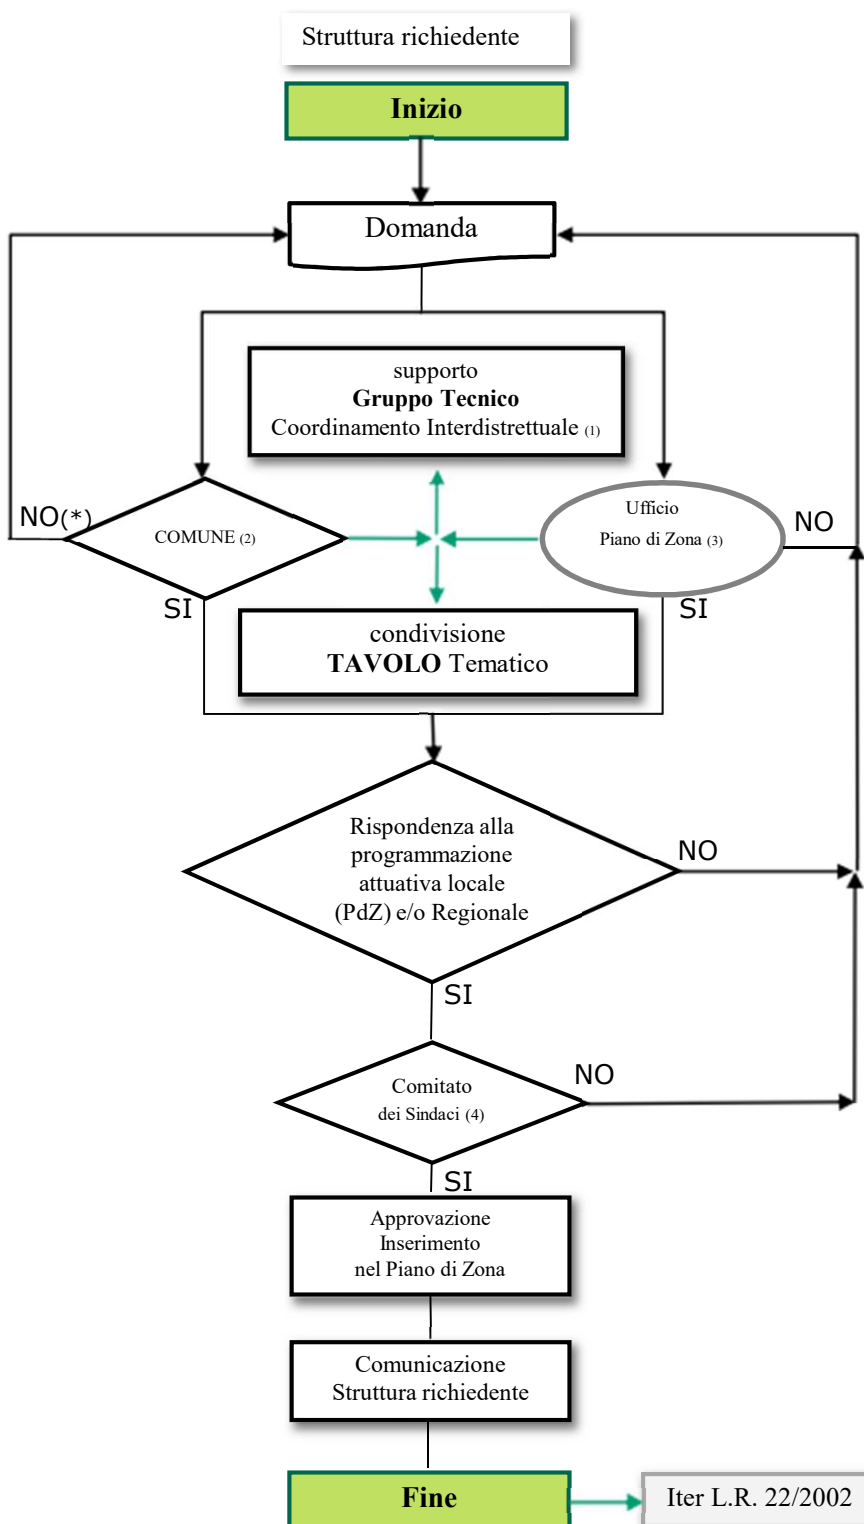 Struttura richiedente
Inizio
Domanda
supporto
Gruppo Tecnico
Coordinamento Interdistrettuale (1)
NO(*)
COMUNE (2)
Ufficio
Piano di Zona (3)
NO
SI
SI
condivisione
TAVOLO Tematico
Rispondenza alla
programmazione
attuativa locale
(PdZ) e/o Regionale
NO
SI
Comitato
dei Sindaci (4)
NO
SI
Approvazione
Inserimento
nel Piano di Zona
Comunicazione
Struttura richiedente
Fine
Iter L.R. 22/2002